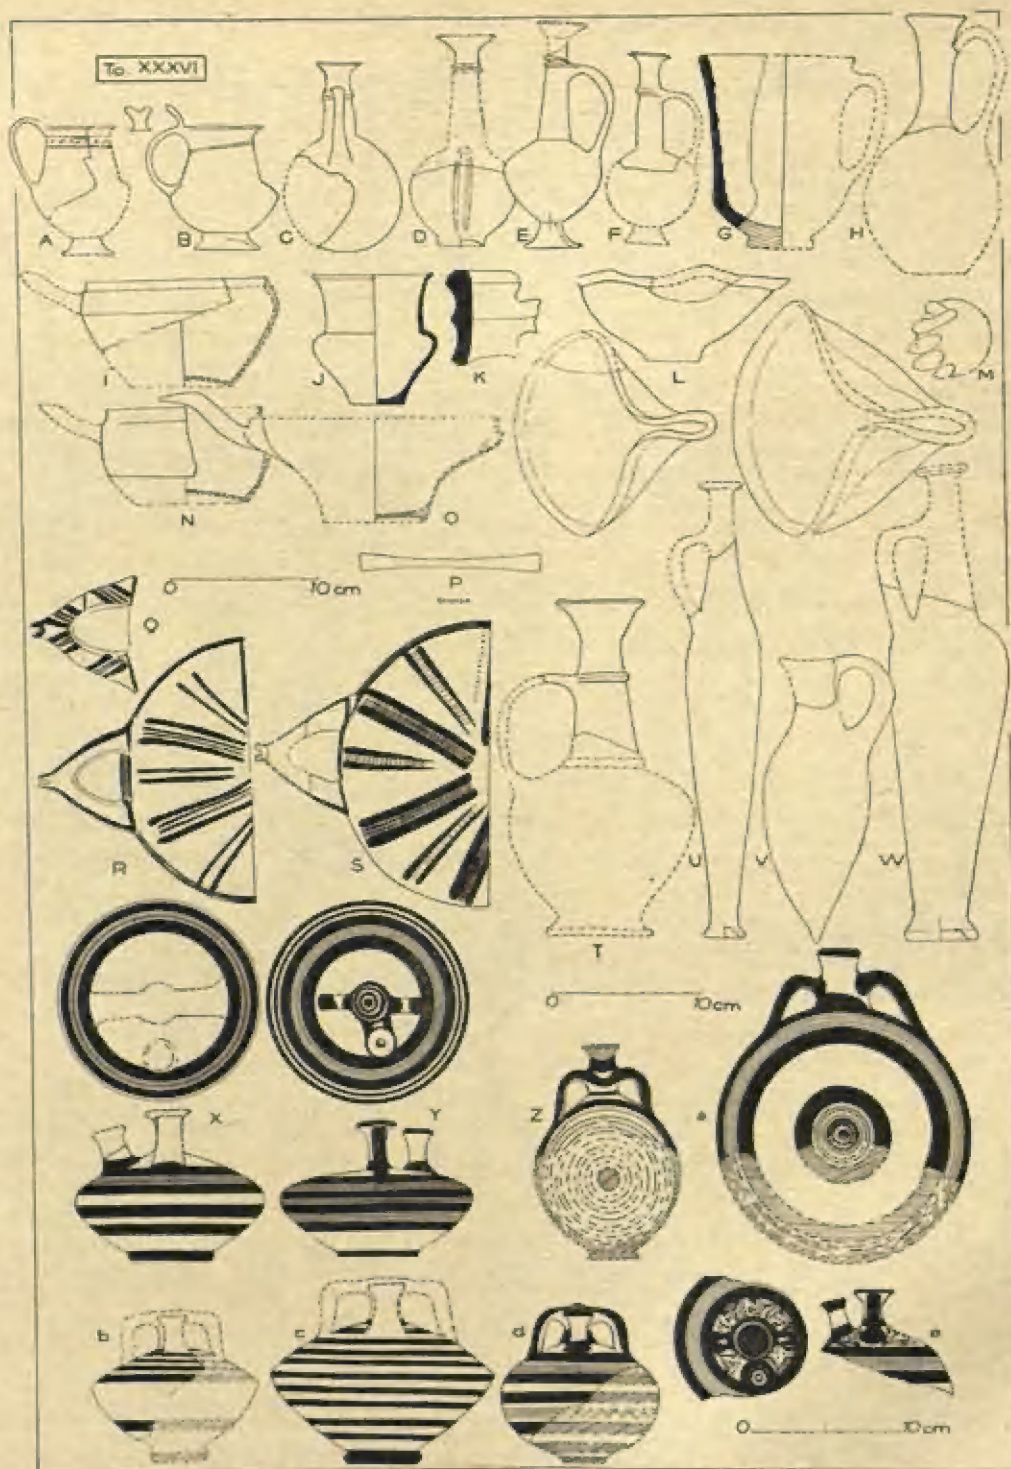 To. XXXVI
A B C D E F G H
I J K L M
N O
0 10cm P
Q
R S
U V W
T
0 10cm
X Y Z a
b c d e
0 10cm